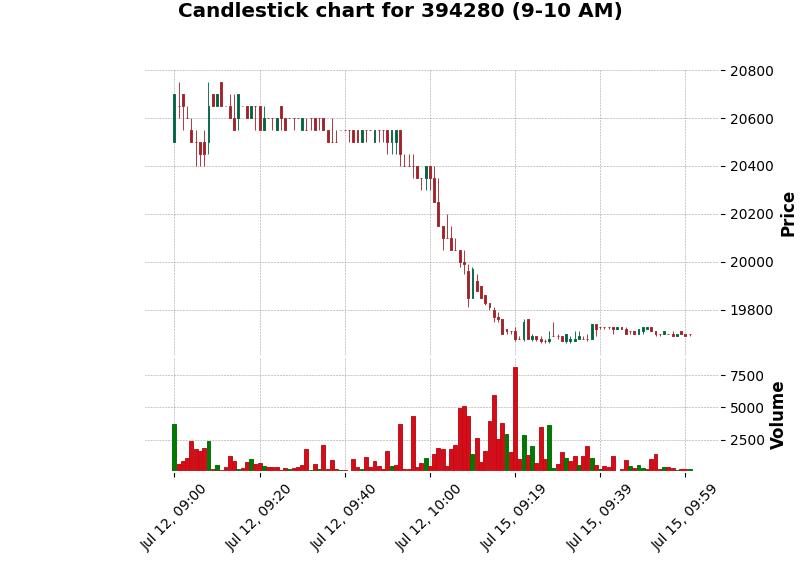 Candlestick chart for 394280 (9-10 AM)
20800
20600
20400
20200
20000
19800
Price
7500
5000
2500
Volume
Jul 12, 09:00
Jul 12, 09:20
Jul 12, 09:40
Jul 12, 10:00
Jul 15, 09:19
Jul 15, 09:39
Jul 15, 09:59